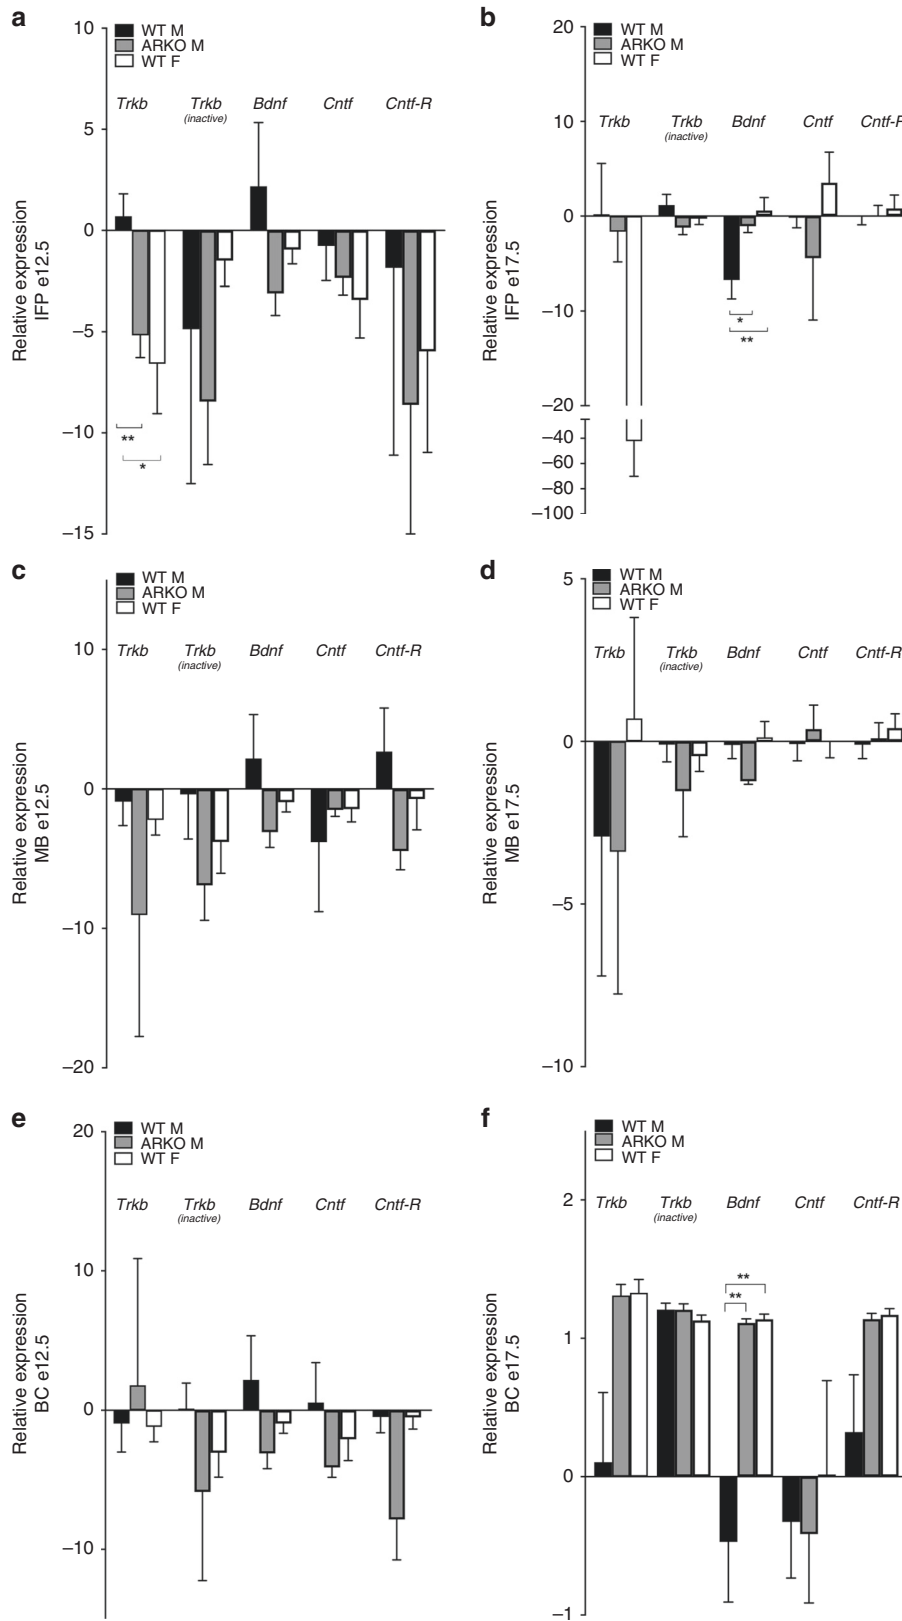 a
WT M
ARKO M
WT F
Trkb
Trkb
(inactive)
Bdnf
Cntf
Cntf-R
10
5
0
−5
−10
−15
Relative expression
IFP e12.5
**
*
b
WT M
ARKO M
WT F
Trkb
Trkb
(inactive)
Bdnf
Cntf
Cntf-R
20
10
0
−10
−20
−40
−60
−80
−100
Relative expression
IFP e17.5
*
**
c
WT M
ARKO M
WT F
Trkb
Trkb
(inactive)
Bdnf
Cntf
Cntf-R
10
0
−10
−20
Relative expression
MB e12.5
d
WT M
ARKO M
WT F
Trkb
Trkb
(inactive)
Bdnf
Cntf
Cntf-R
5
0
−5
−10
Relative expression
MB e17.5
e
WT M
ARKO M
WT F
Trkb
Trkb
(inactive)
Bdnf
Cntf
Cntf-R
20
10
0
−10
Relative expression
BC e12.5
f
WT M
ARKO M
WT F
Trkb
Trkb
(inactive)
Bdnf
Cntf
Cntf-R
2
1
0
−1
Relative expression
BC e17.5
**
**